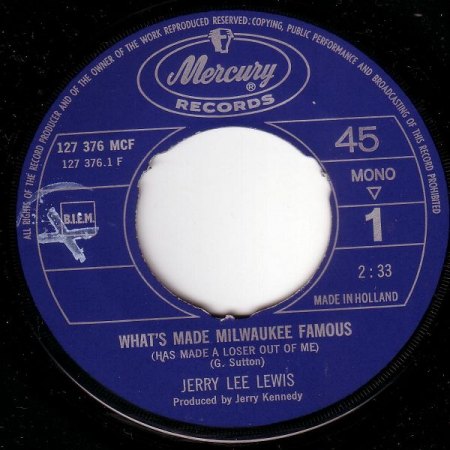 ALL RIGHTS OF THE RECORD PRODUCER AND OF THE OWNER OF THE WORK REPRODUCED RESERVED. COPYING, PUBLIC PERFORMANCE AND BROADCASTING OF THIS RECORD PROHIBITED
Mercury
®
RECORDS
127 376 MCF
127 376.1 F
B.I.E.M.
45
MONO
1
2 : 33
MADE IN HOLLAND
WHAT'S MADE MILWAUKEE FAMOUS
(HAS MADE A LOSER OUT OF ME)
(G. Sutton)
JERRY LEE LEWIS
Produced by Jerry Kennedy